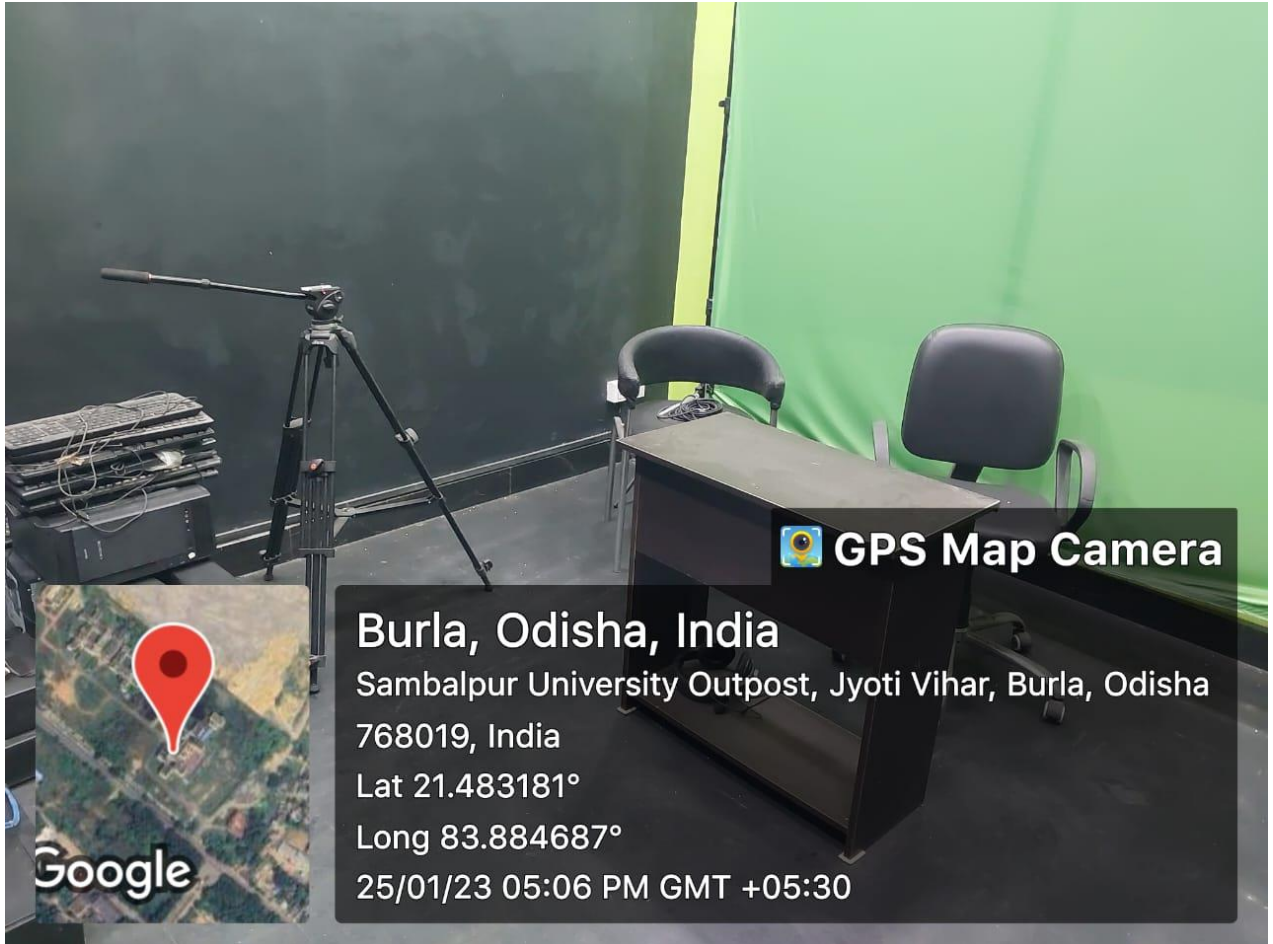 GPS Map Camera
Burla, Odisha, India
Sambalpur University Outpost, Jyoti Vihar, Burla, Odisha
768019, India
Lat 21.483181°
Long 83.884687°
25/01/23 05:06 PM GMT +05:30
Google